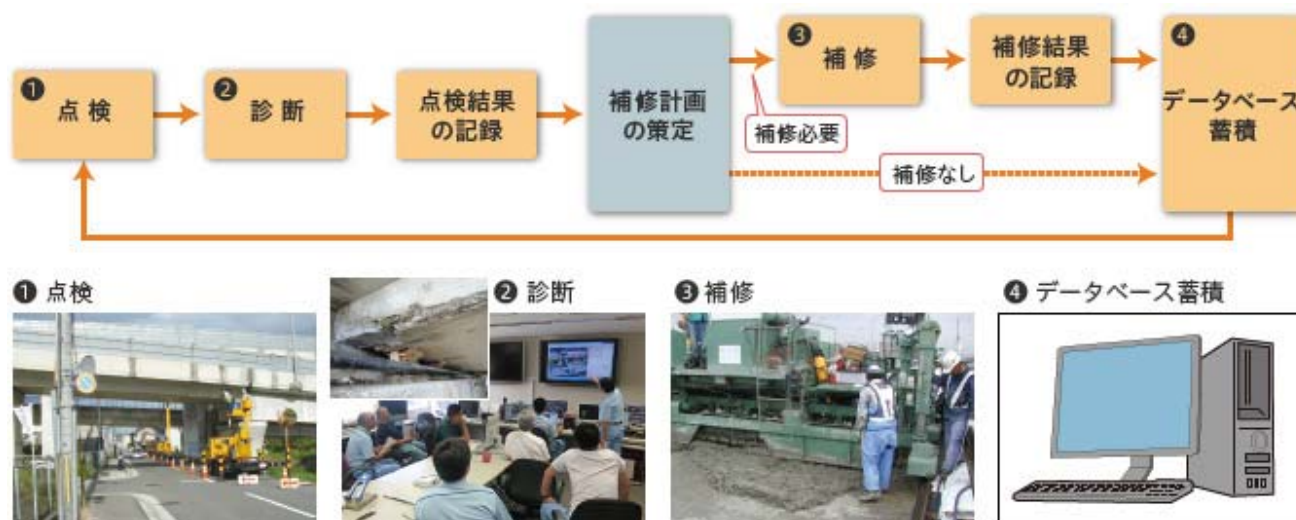 ❶
点検
❷
診断
点検結果
の記録
補修計画
の策定
補修必要
❸
補修
補修結果
の記録
補修なし
❹
データベース
蓄積
❶ 点検
❷ 診断
❸ 補修
❹ データベース蓄積